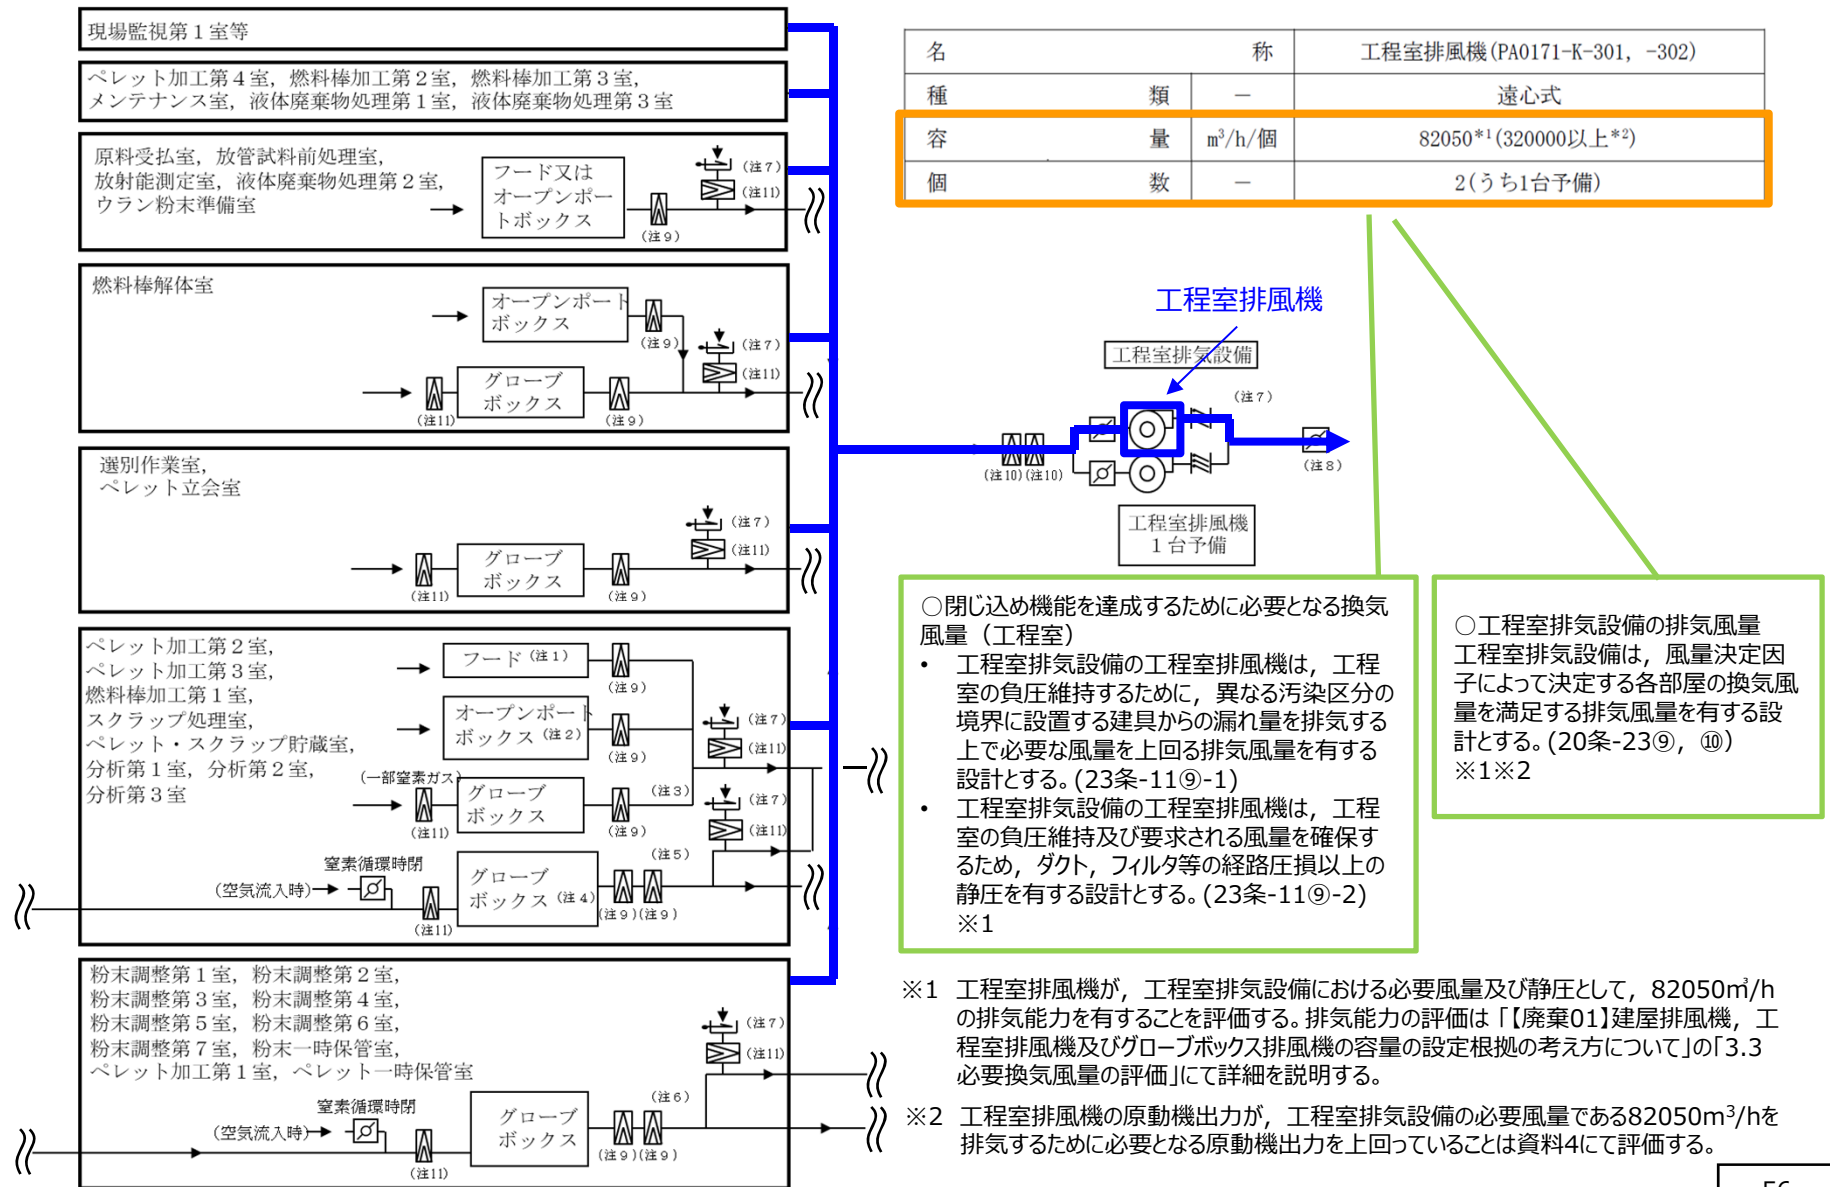 現場監視第1室等
ペレット加工第4室，燃料棒加工第2室，燃料棒加工第3室，
メンテナンス室，液体廃棄物処理第1室，液体廃棄物処理第3室
原料受払室，放管試料前処理室，
放射能測定室，液体廃棄物処理第2室，
ウラン粉末準備室
フード又は
オープンポー
トボックス
(注9)
(注7)
(注11)
燃料棒解体室
オープンポート
ボックス
(注9)
(注7)
(注11)
グローブ
ボックス
(注11)
(注9)
選別作業室，
ペレット立会室
(注7)
(注11)
グローブ
ボックス
(注11)
(注9)
ペレット加工第2室，
ペレット加工第3室，
燃料棒加工第1室，
スクラップ処理室，
ペレット・スクラップ貯蔵室，
分析第1室，分析第2室，
分析第3室
フード(注1)
(注9)
オープンポート
ボックス(注2)
(注9)
(注7)
(注11)
(一部窒素ガス)
グローブ
ボックス
(注3)
(注11)
(注9)
(注7)
(注11)
窒素循環時閉
(空気流入時)
グローブ
ボックス(注4)
(注5)
(注11)
(注9)(注9)
粉末調整第1室，粉末調整第2室，
粉末調整第3室，粉末調整第4室，
粉末調整第5室，粉末調整第6室，
粉末調整第7室，粉末一時保管室，
ペレット加工第1室，ペレット一時保管室
(注7)
(注11)
窒素循環時閉
(空気流入時)
グローブ
ボックス
(注6)
(注11)
(注9)(注9)
名称 工程室排風機(PA0171-K-301，-302)
種類 － 遠心式
容量 m³/h/個 82050*1(320000以上*2)
個数 － 2(うち1台予備)
工程室排風機
工程室排気設備
(注7)
(注10)(注10)
(注8)
工程室排風機
1台予備
○閉じ込め機能を達成するために必要となる換気
風量（工程室）
• 工程室排気設備の工程室排風機は，工程
室の負圧維持するために，異なる汚染区分の
境界に設置する建具からの漏れ量を排気する
上で必要な風量を上回る排気風量を有する
設計とする。(23条-11⑨-1)
• 工程室排気設備の工程室排風機は，工程
室の負圧維持及び要求される風量を確保す
るため，ダクト，フィルタ等の経路圧損以上の
静圧を有する設計とする。(23条-11⑨-2)
※1
○工程室排気設備の排気風量
工程室排気設備は，風量決定因
子によって決定する各部屋の換気風
量を満足する排気風量を有する設
計とする。(20条-23⑨，⑩)
※1※2
※1 工程室排風機が，工程室排気設備における必要風量及び静圧として，82050㎥/h
の排気能力を有することを評価する。排気能力の評価は「【廃棄01】建屋排風機，工
程室排風機及びグローブボックス排風機の容量の設定根拠の考え方について」の「3.3
必要換気風量の評価」にて詳細を説明する。
※2 工程室排風機の原動機出力が，工程室排気設備の必要風量である82050m³/hを
排気するために必要となる原動機出力を上回っていることは資料4にて評価する。